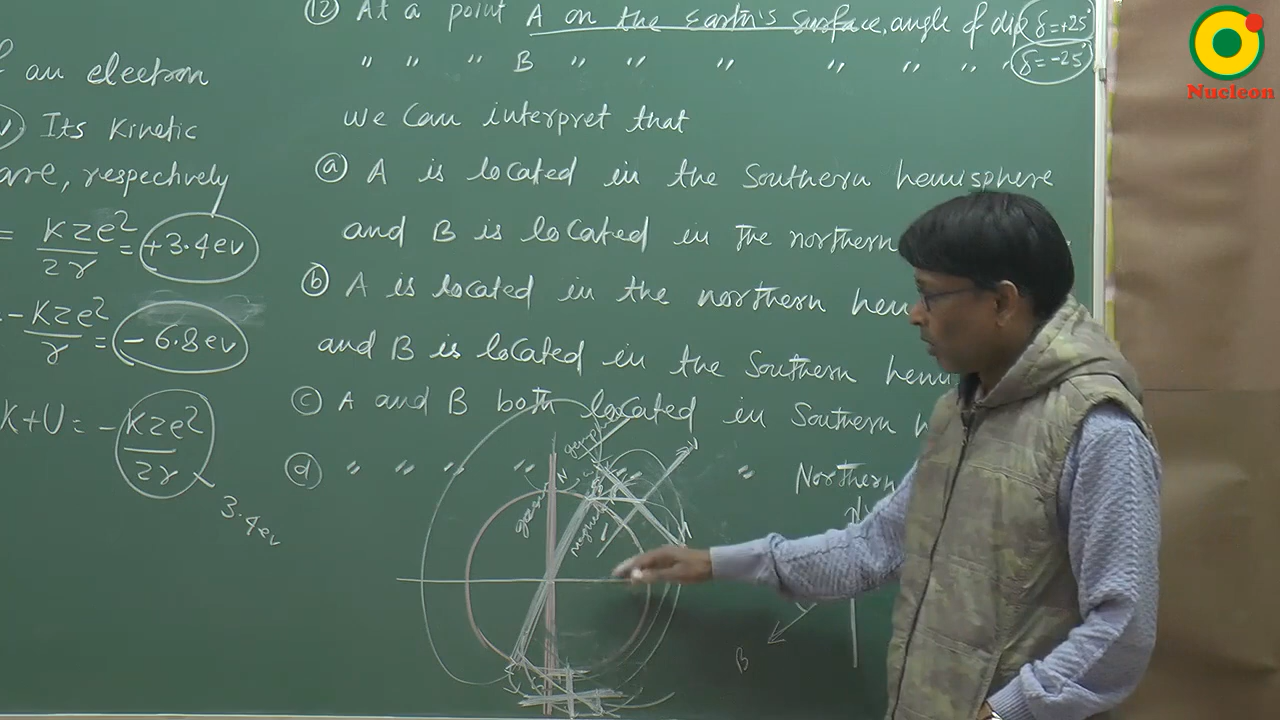 f an electron
Its Kinetic
are, respectively
= KZe²/2r = +3.4ev
- KZe²/r = - 6.8ev
K+U = - KZe²/2r
3.4ev
(12) At a point A on the Earth's Surface, angle of dip δ=+25°
" " " B " " " " " " " δ=-25°
we can interpret that
(a) A is located in the Southern hemisphere
and B is located in the northern
(b) A is located in the northern hem
and B is located in the Southern hemi
(c) A and B both located in Southern h
(d) " " " " " " Northern
B
Nucleon